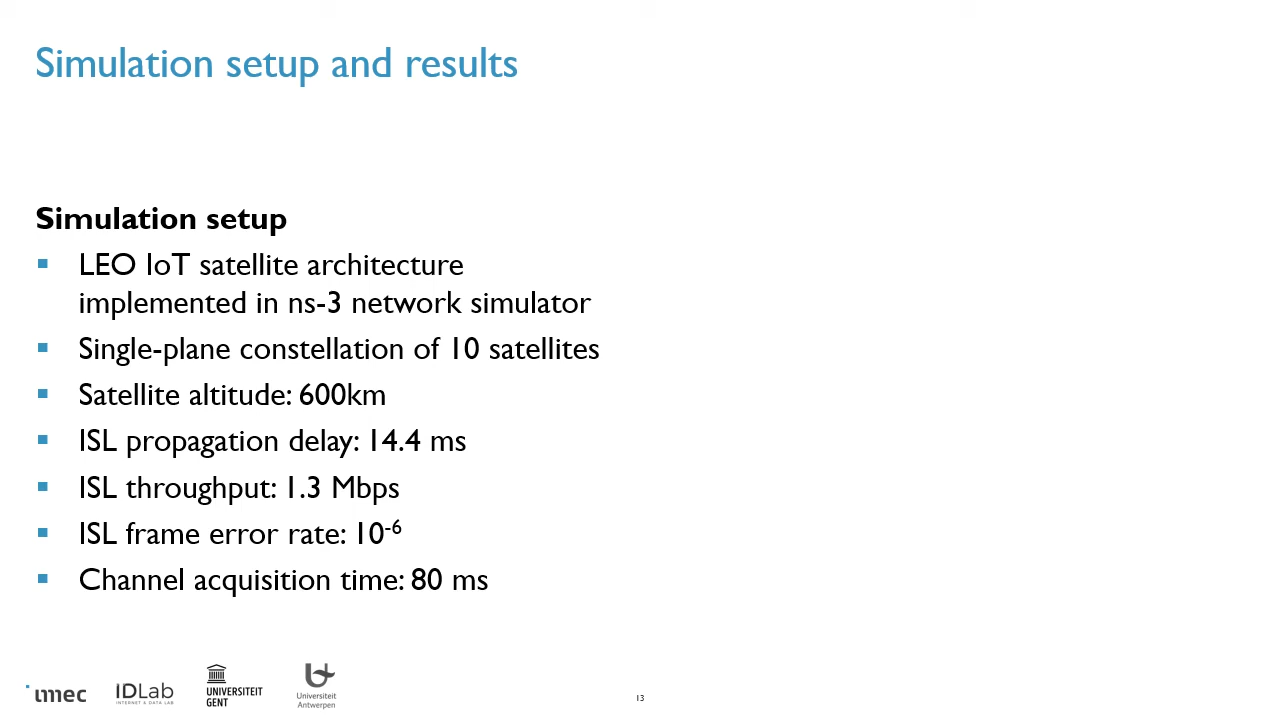 Simulation setup and results
Simulation setup
▪ LEO IoT satellite architecture
implemented in ns-3 network simulator
▪ Single-plane constellation of 10 satellites
▪ Satellite altitude: 600km
▪ ISL propagation delay: 14.4 ms
▪ ISL throughput: 1.3 Mbps
▪ ISL frame error rate: 10⁻⁶
▪ Channel acquisition time: 80 ms
imec
IDLab
INTERNET & DATA LAB
UNIVERSITEIT
GENT
Universiteit
Antwerpen
13